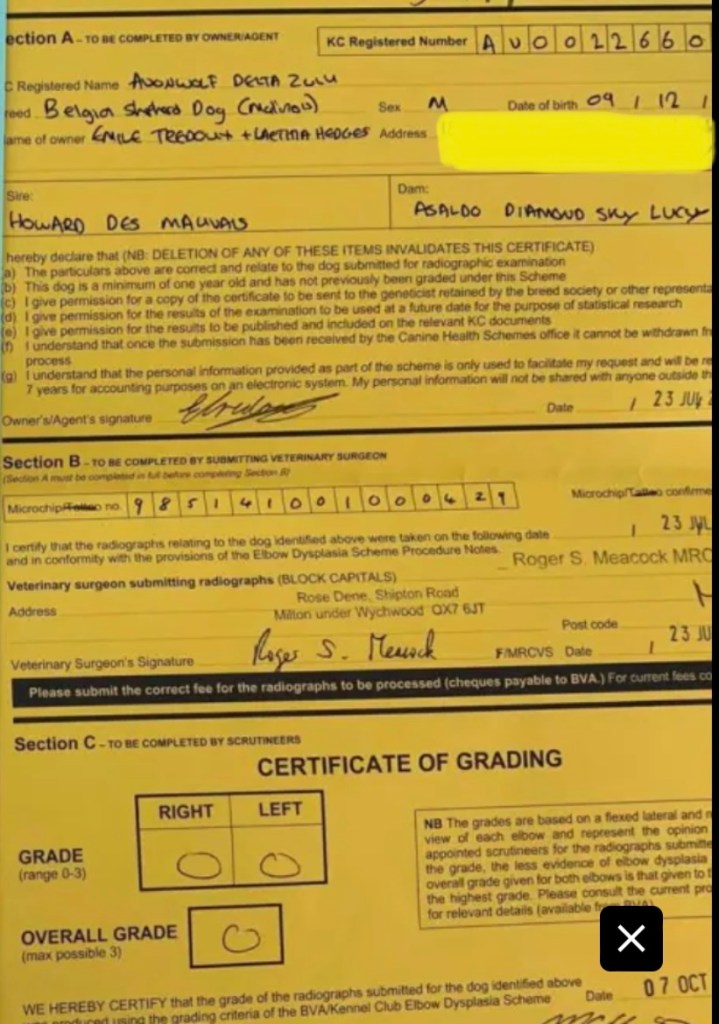 ection A - TO BE COMPLETED BY OWNER/AGENT
KC Registered Number AV002266 0
C Registered Name AVONWOLF DELTA ZULU
reed Belgian Shepherd Dog (Malinois) Sex M Date of birth 09 / 12 /
ame of owner EMILE TREDOUX + LAETITIA HEDGES Address
Sire: Dam:
HOWARD DES MAUVAIS ASALDO DIAMOND SKY LUCY
hereby declare that (NB: DELETION OF ANY OF THESE ITEMS INVALIDATES THIS CERTIFICATE)
a) The particulars above are correct and relate to the dog submitted for radiographic examination
b) This dog is a minimum of one year old and has not previously been graded under this Scheme
(c) I give permission for a copy of the certificate to be sent to the geneticist retained by the breed society or other representa
(d) I give permission for the results of the examination to be used at a future date for the purpose of statistical research
(e) I give permission for the results to be published and included on the relevant KC documents
(f) I understand that once the submission has been received by the Canine Health Schemes office it cannot be withdrawn fr
process
(g) I understand that the personal information provided as part of the scheme is only used to facilitate my request and will be re
7 years for accounting purposes on an electronic system. My personal information will not be shared with anyone outside th
Owner's/Agent's signature Date / 23 JUL 2
Section B - TO BE COMPLETED BY SUBMITTING VETERINARY SURGEON
(Section A must be completed in full before completing Section B)
Microchip/Tattoo no. 985141001000429 Microchip/Tattoo confirme
/ 23 JUL
I certify that the radiographs relating to the dog identified above were taken on the following date
and in conformity with the provisions of the Elbow Dysplasia Scheme Procedure Notes.
Roger S. Meacock MRC
Veterinary surgeon submitting radiographs (BLOCK CAPITALS)
Rose Dene, Shipton Road
Address Milton under Wychwood OX7 6JT
Post code
Veterinary Surgeon's Signature Roger S. Meacock F/MRCVS Date / 23 JU
Please submit the correct fee for the radiographs to be processed (cheques payable to BVA.) For current fees co
Section C - TO BE COMPLETED BY SCRUTINEERS
CERTIFICATE OF GRADING
RIGHT LEFT
GRADE 0 0
(range 0-3)
OVERALL GRADE 0
(max possible 3)
NB The grades are based on a flexed lateral and n
view of each elbow and represent the opinion
appointed scrutineers for the radiographs submitte
the grade, the less evidence of elbow dysplasia
overall grade given for both elbows is that given to t
the highest grade. Please consult the current pro
for relevant details (available from BVA)
WE HEREBY CERTIFY that the grade of the radiographs submitted for the dog identified above
produced using the grading criteria of the BVA/Kennel Club Elbow Dysplasia Scheme
Date 07 OCT